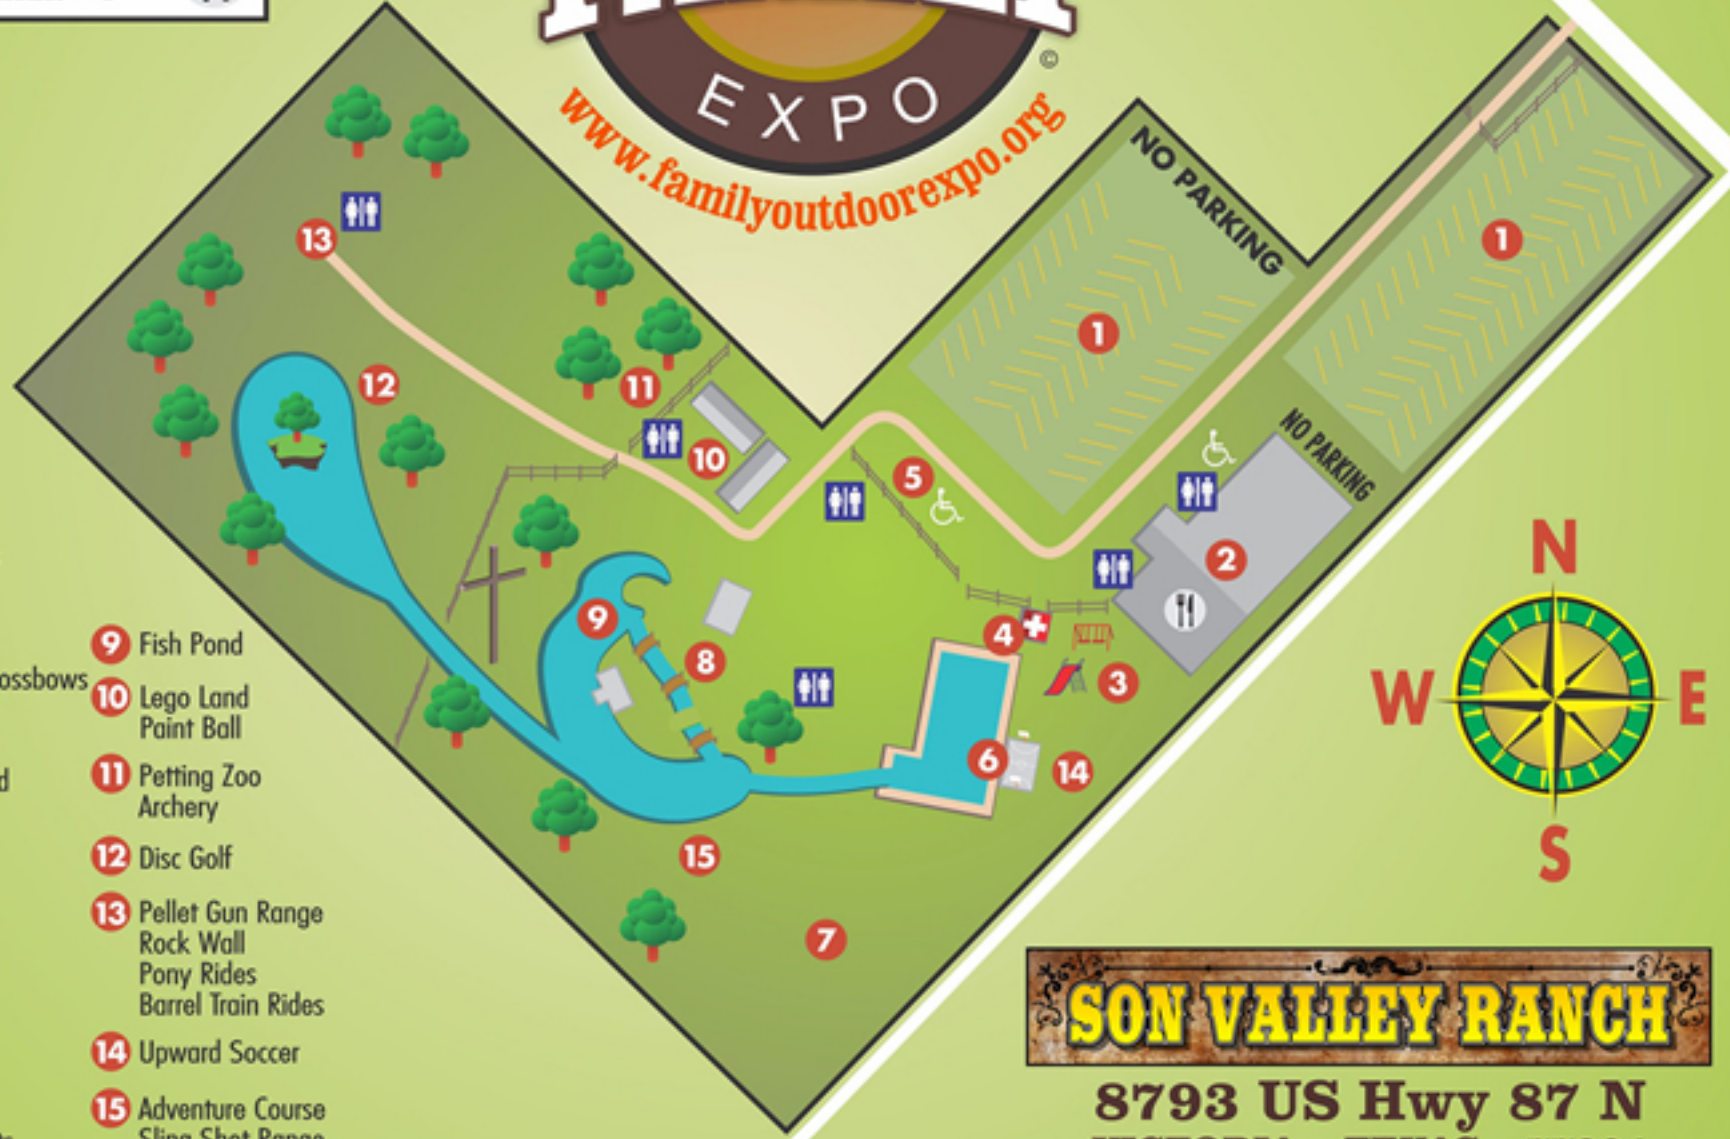 EXPO
©
www.familyoutdoorexpo.org
NO PARKING
1
1
NO PARKING
13
12
11
10
5
2
9
8
4
3
6
14
15
7
N
W
E
S
ossbows
d
9 Fish Pond
10 Lego Land
Paint Ball
11 Petting Zoo
Archery
12 Disc Golf
13 Pellet Gun Range
Rock Wall
Pony Rides
Barrel Train Rides
14 Upward Soccer
15 Adventure Course
Sling Shot Range
SON VALLEY RANCH
8793 US Hwy 87 N